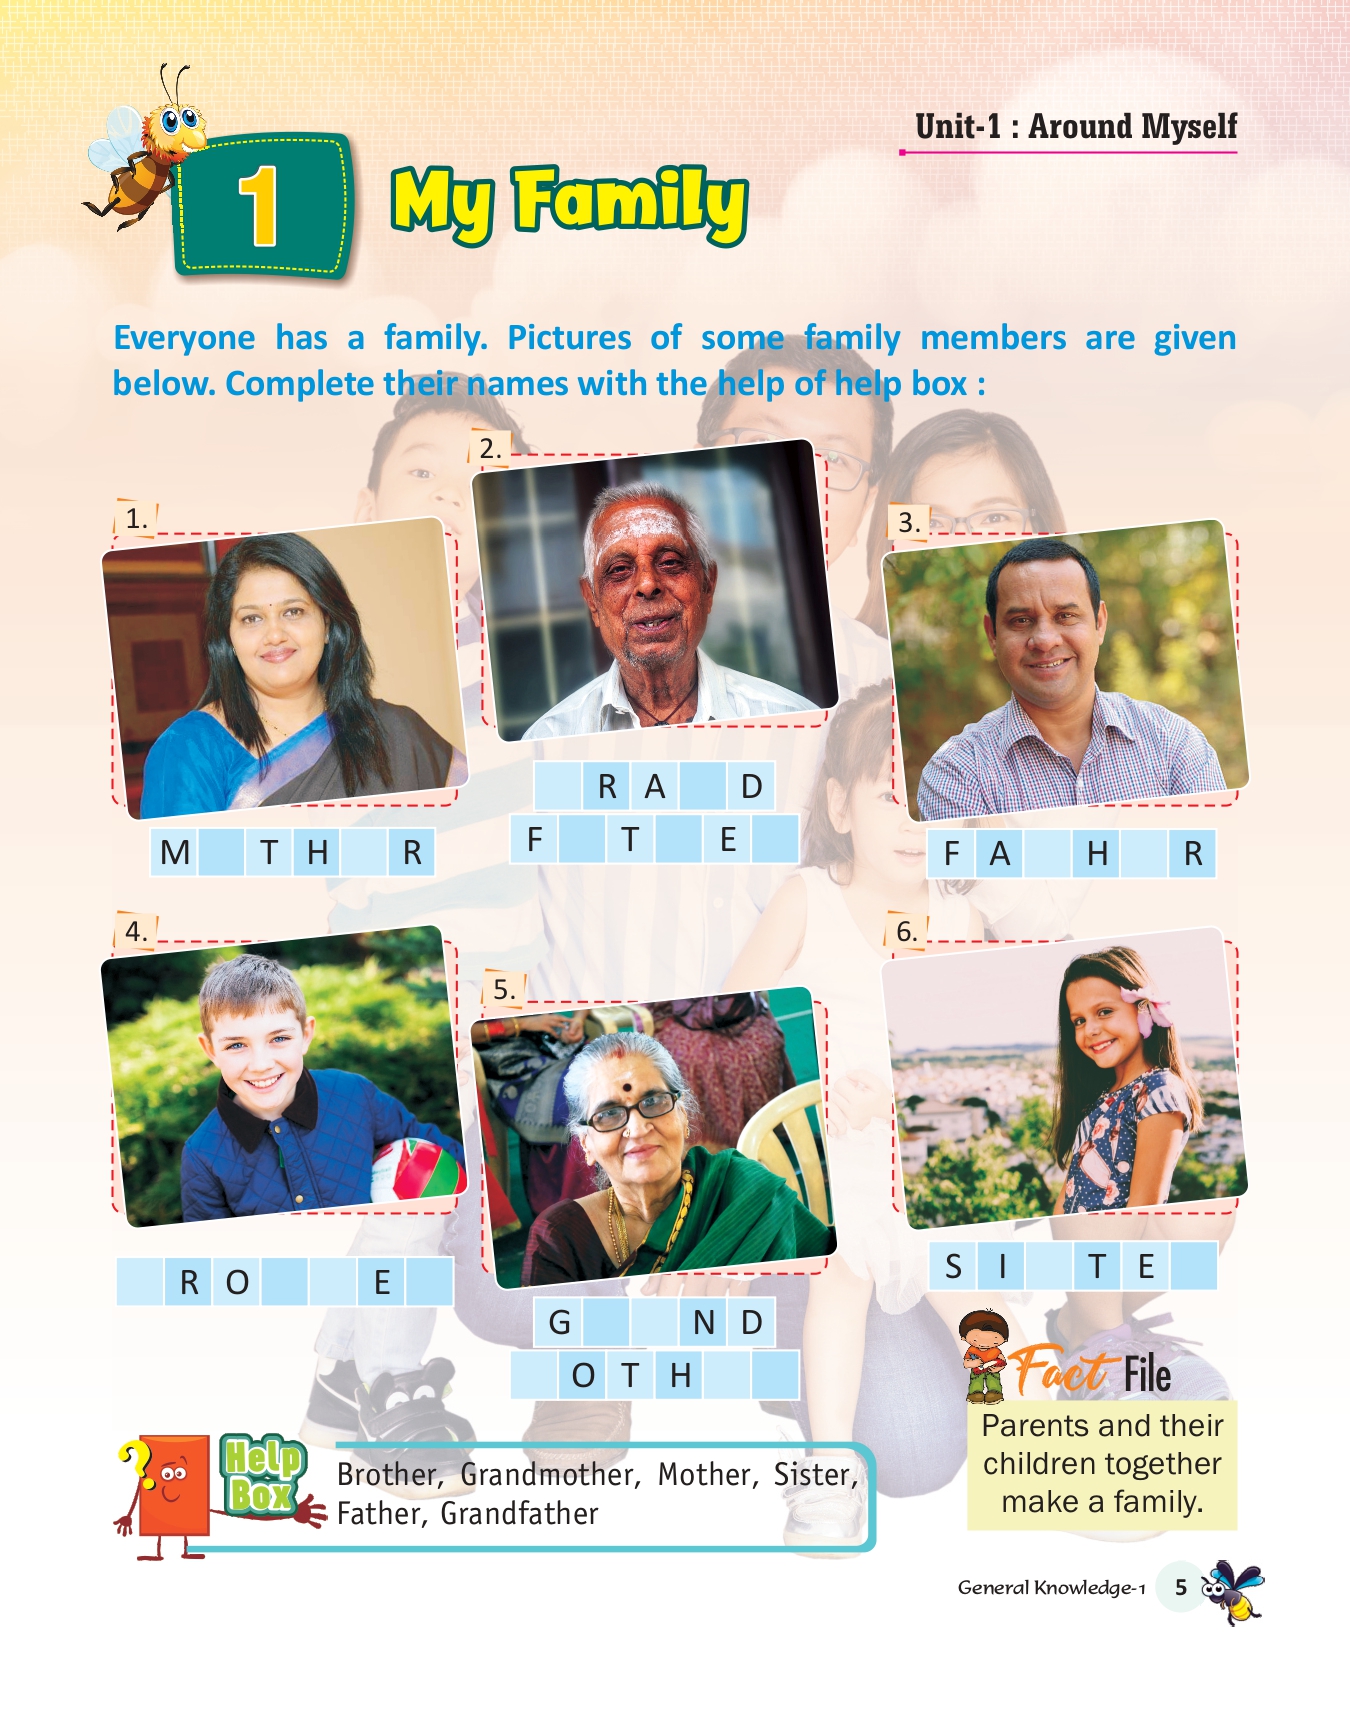 Unit-1 : Around Myself
1
My Family
Everyone has a family. Pictures of some family members are given
below. Complete their names with the help of help box :
1.
M T H R
2.
R A D
F T E
3.
F A H R
4.
R O E
5.
G N D
O T H
6.
S I T E
Fact File
Parents and their
children together
make a family.
?
Help
Box
Brother, Grandmother, Mother, Sister,
Father, Grandfather
General Knowledge-1 5